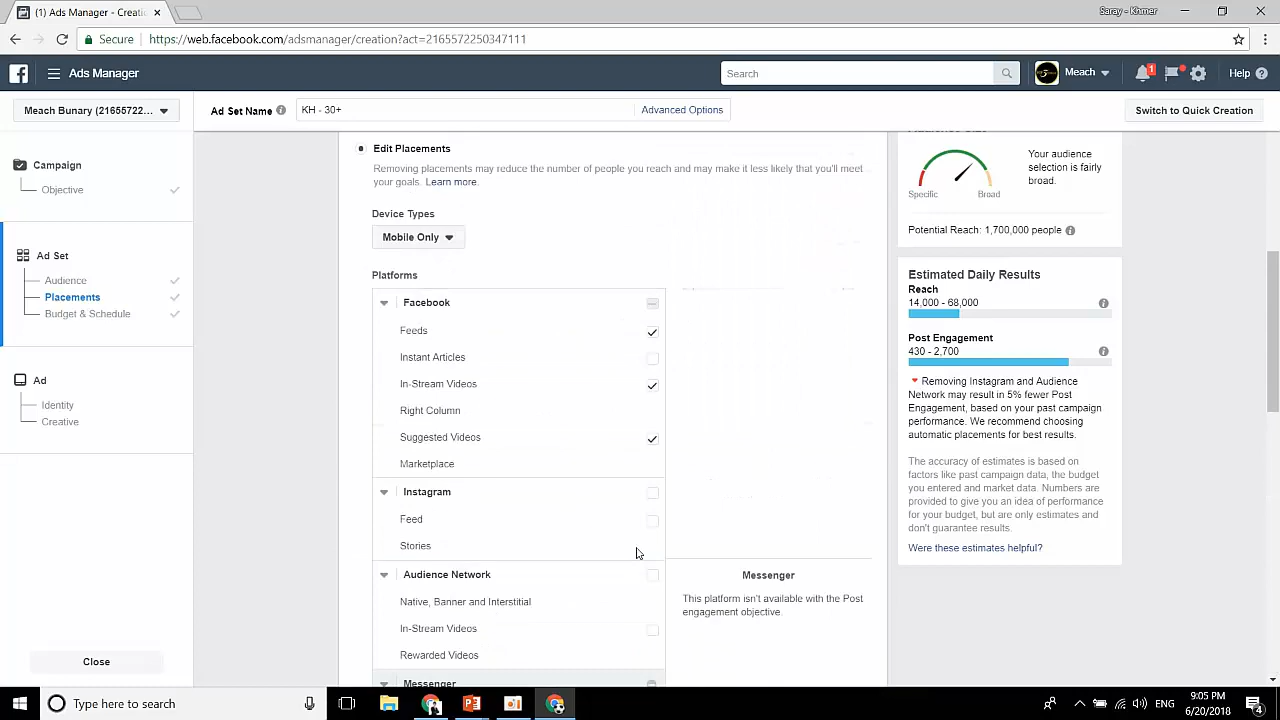 (1) Ads Manager - Creati
Saray - Khmer
Secure
https://web.facebook.com/adsmanager/creation?act=2165572250347111
Ads Manager
Search
Meach
1
Help
Meach Bunary (21655722...
Ad Set Name
KH - 30+
Advanced Options
Switch to Quick Creation
Campaign
Objective
Ad Set
Audience
Placements
Budget & Schedule
Ad
Identity
Creative
Close
Edit Placements
Removing placements may reduce the number of people you reach and may make it less likely that you'll meet
your goals. Learn more.
Device Types
Mobile Only
Platforms
Facebook
Feeds
Instant Articles
In-Stream Videos
Right Column
Suggested Videos
Marketplace
Instagram
Feed
Stories
Audience Network
Native, Banner and Interstitial
In-Stream Videos
Rewarded Videos
Messenger
Messenger
This platform isn't available with the Post
engagement objective.
Your audience
selection is fairly
broad.
Specific
Broad
Potential Reach: 1,700,000 people
Estimated Daily Results
Reach
14,000 - 68,000
Post Engagement
430 - 2,700
Removing Instagram and Audience
Network may result in 5% fewer Post
Engagement, based on your past campaign
performance. We recommend choosing
automatic placements for best results.
The accuracy of estimates is based on
factors like past campaign data, the budget
you entered and market data. Numbers are
provided to give you an idea of performance
for your budget, but are only estimates and
don't guarantee results.
Were these estimates helpful?
Type here to search
ENG
9:05 PM
6/20/2018
4